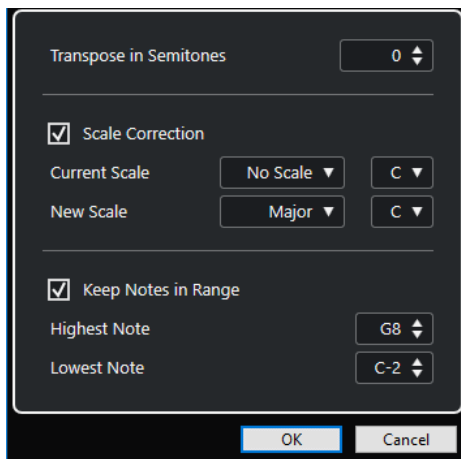 Transpose in Semitones 0
Scale Correction
Current Scale No Scale C
New Scale Major C
Keep Notes in Range
Highest Note G8
Lowest Note C-2
OK Cancel